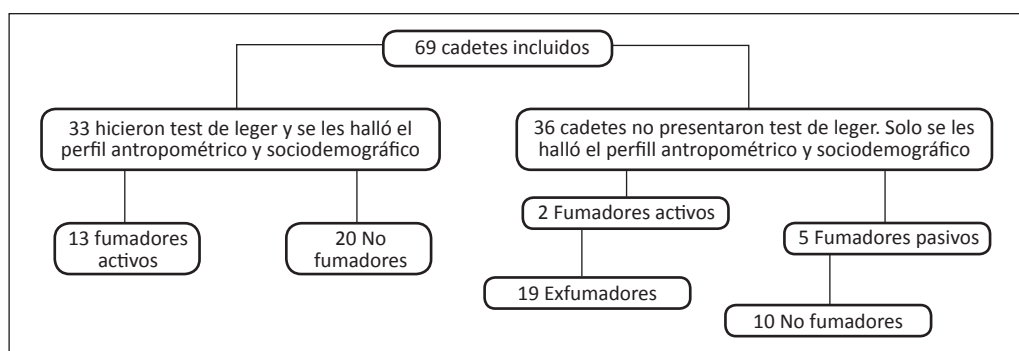 69 cadetes incluidos
33 hicieron test de leger y se les halló el
perfil antropométrico y sociodemográfico
36 cadetes no presentaron test de leger. Solo se les
halló el perfill antropométrico y sociodemográfico
13 fumadores
activos
20 No
fumadores
2 Fumadores activos
5 Fumadores pasivos
19 Exfumadores
10 No fumadores